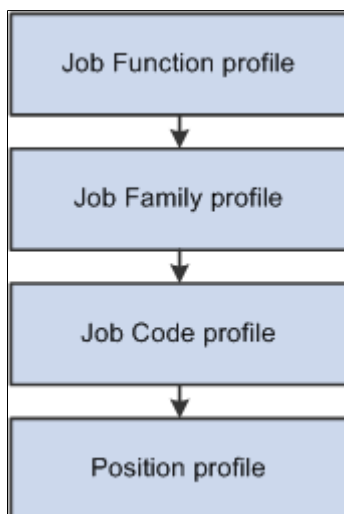 Job Function profile
Job Family profile
Job Code profile
Position profile